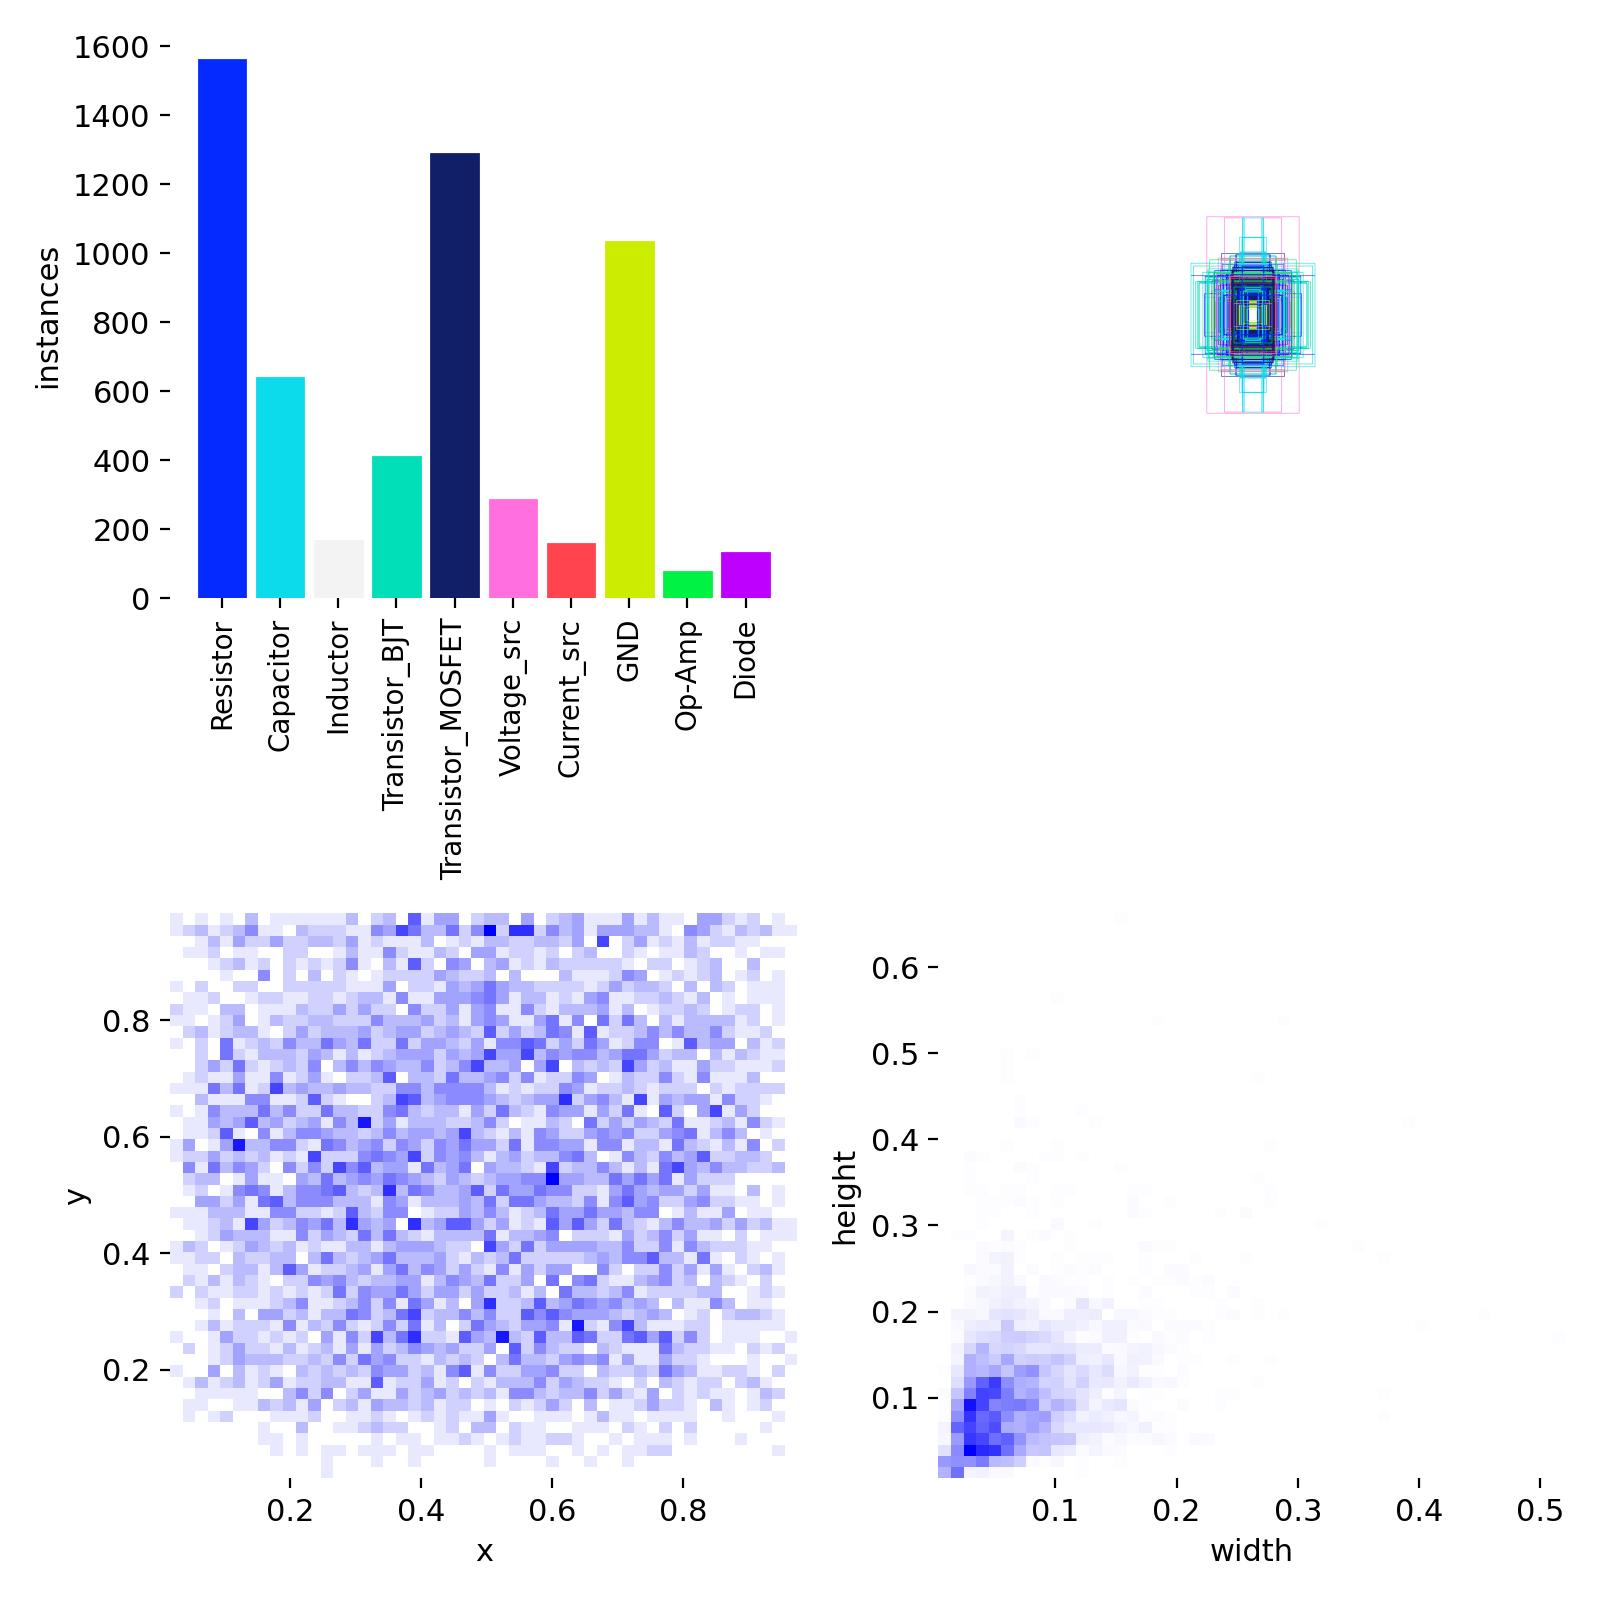 1600
1400
1200
1000
800
600
400
200
0
instances
Resistor
Capacitor
Inductor
Transistor_BJT
Transistor_MOSFET
Voltage_src
Current_src
GND
Op-Amp
Diode
0.8
0.6
0.4
0.2
y
0.2 0.4 0.6 0.8
x
0.6
0.5
0.4
0.3
0.2
0.1
height
0.1 0.2 0.3 0.4 0.5
width